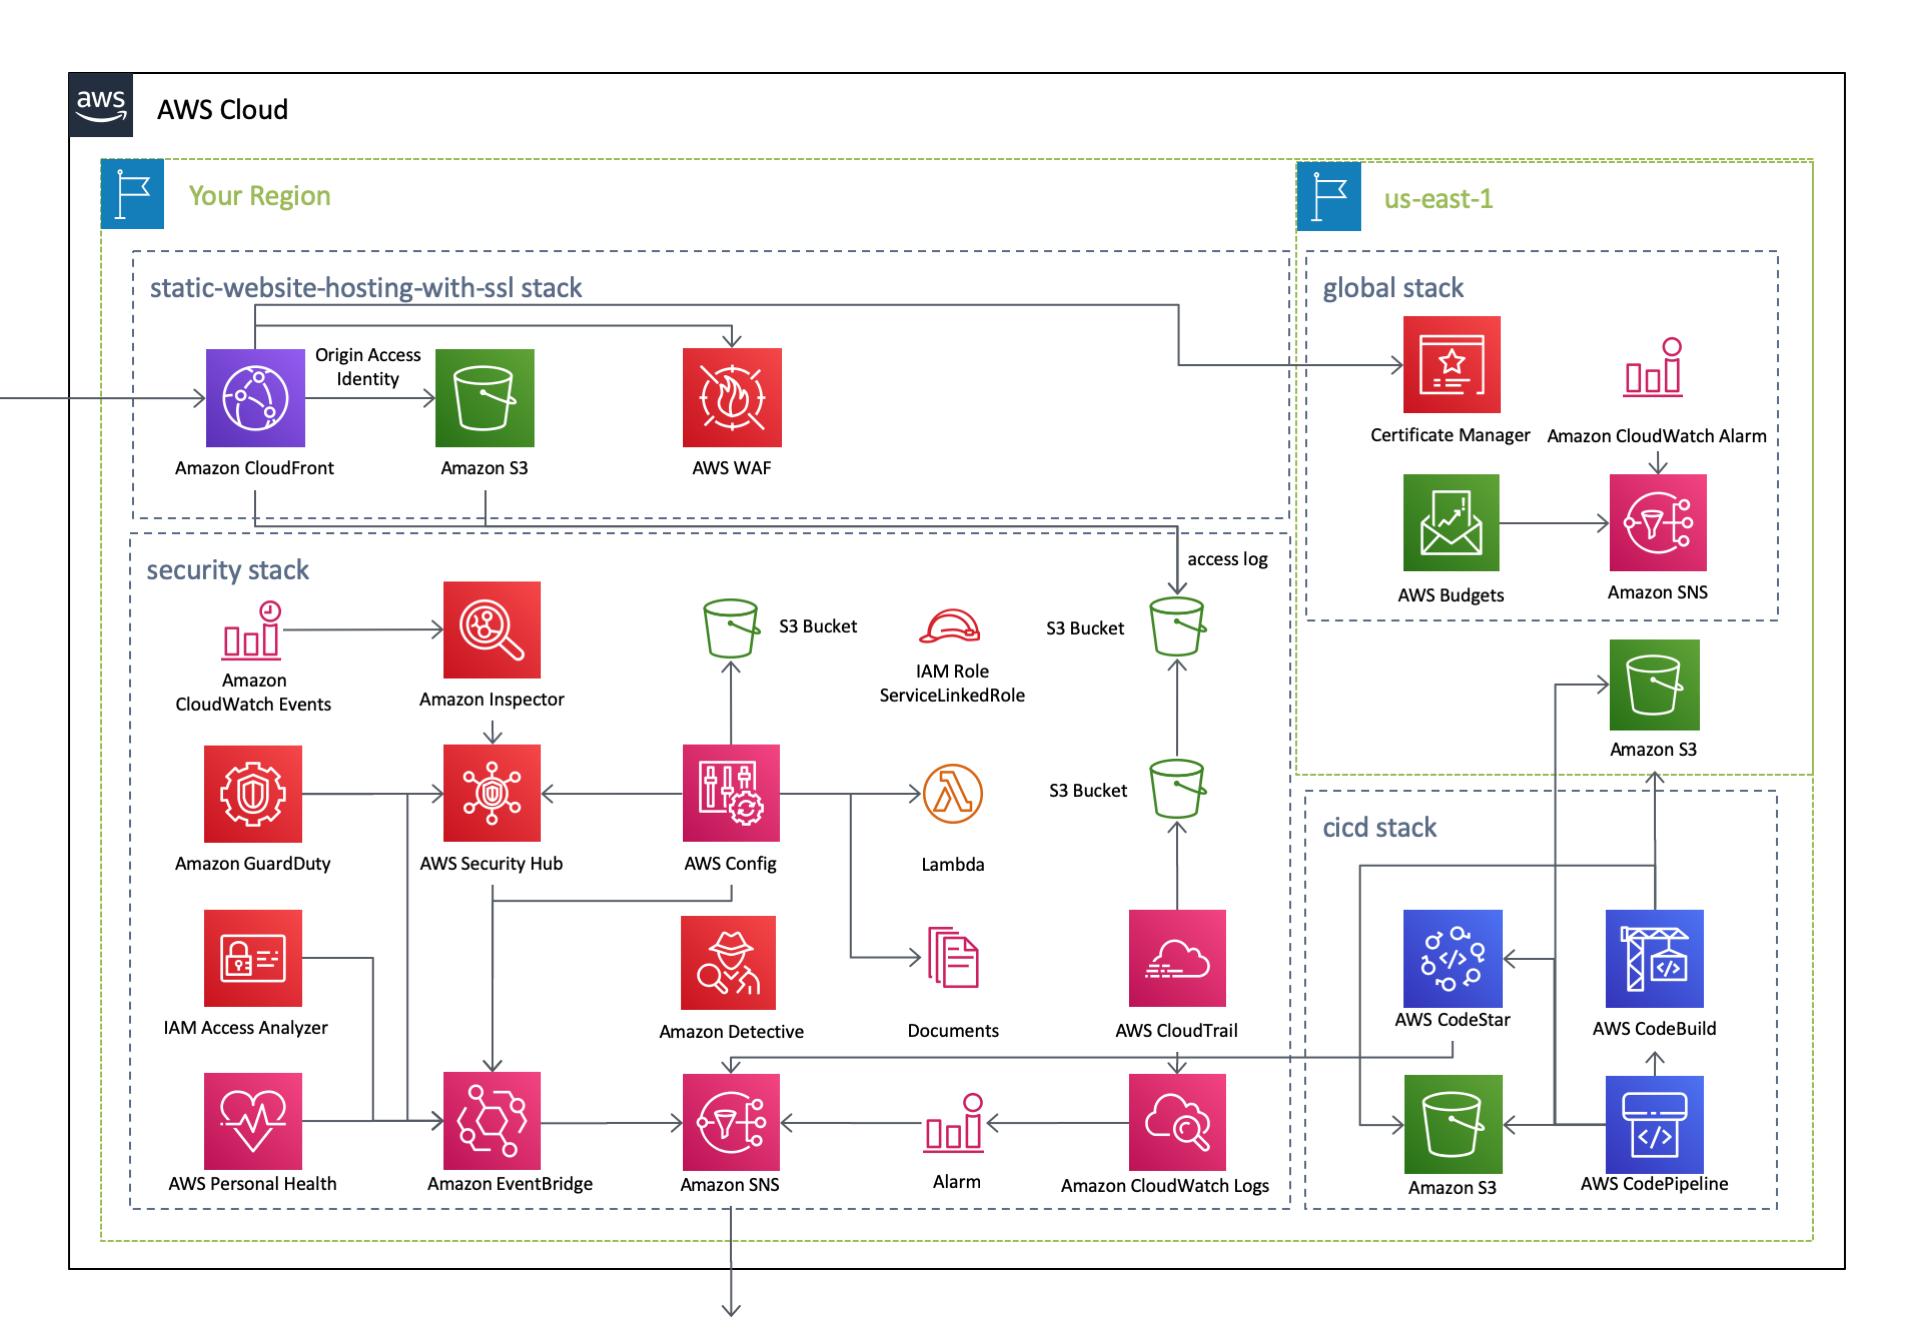 aws
AWS Cloud
Your Region
us-east-1
static-website-hosting-with-ssl stack
global stack
Origin Access
Identity
Amazon CloudFront
Amazon S3
AWS WAF
Certificate Manager
Amazon CloudWatch Alarm
AWS Budgets
Amazon SNS
access log
security stack
Amazon
CloudWatch Events
Amazon Inspector
S3 Bucket
IAM Role
ServiceLinkedRole
S3 Bucket
Amazon S3
Amazon GuardDuty
AWS Security Hub
AWS Config
Lambda
S3 Bucket
cicd stack
IAM Access Analyzer
Amazon Detective
Documents
AWS CloudTrail
AWS CodeStar
AWS CodeBuild
AWS Personal Health
Amazon EventBridge
Amazon SNS
Alarm
Amazon CloudWatch Logs
Amazon S3
AWS CodePipeline